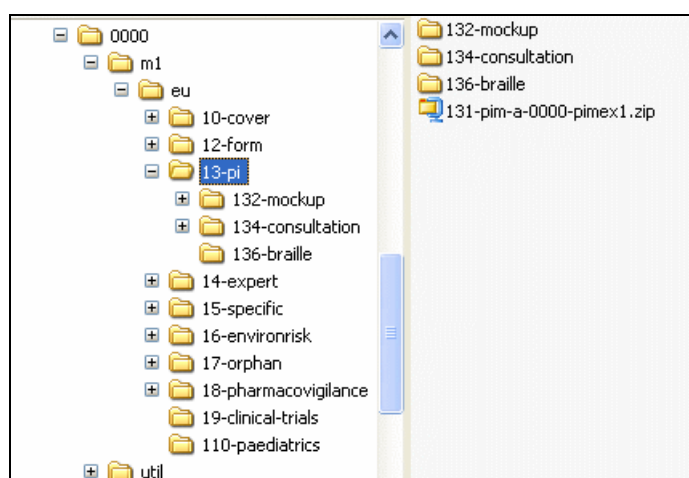 0000
m1
eu
10-cover
12-form
13-pi
132-mockup
134-consultation
136-braille
14-expert
15-specific
16-environrisk
17-orphan
18-pharmacovigilance
19-clinical-trials
110-paediatrics
util
132-mockup
134-consultation
136-braille
131-pim-a-0000-pimex1.zip